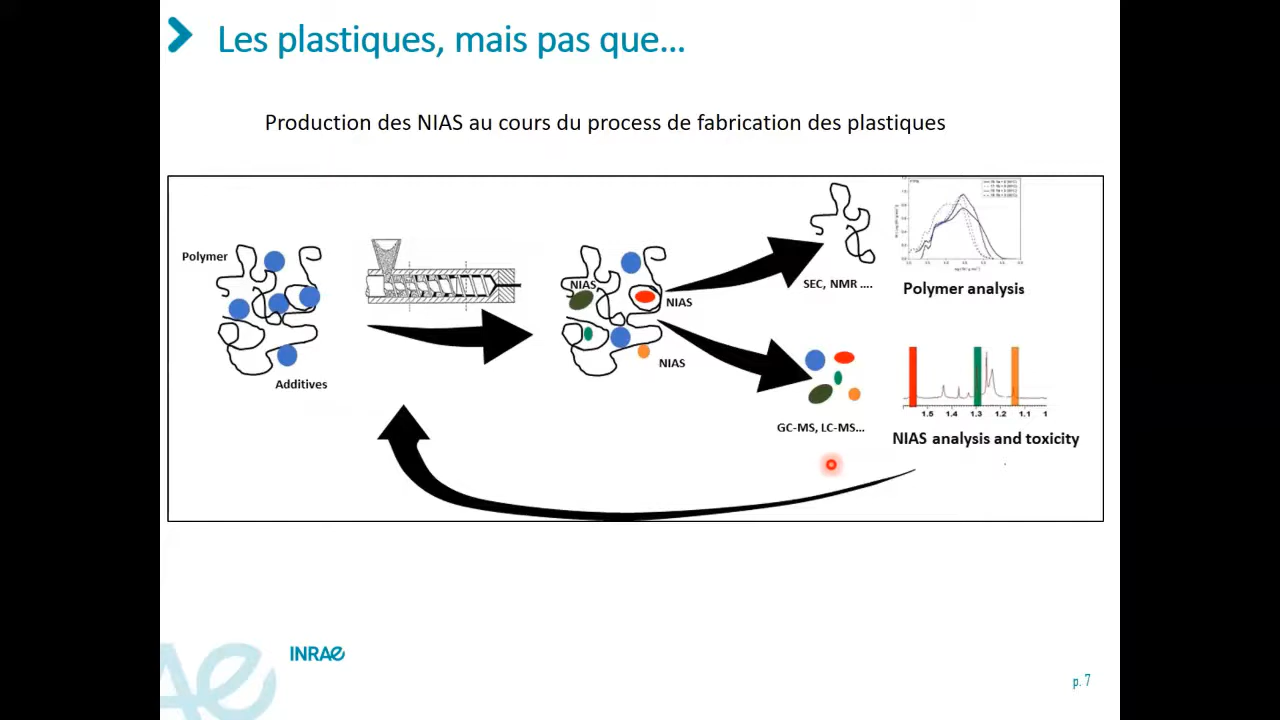 Les plastiques, mais pas que...
Production des NIAS au cours du process de fabrication des plastiques
Polymer
Additives
NIAS
NIAS
NIAS
SEC, NMR ....
Polymer analysis
GC-MS, LC-MS...
1.5 1.4 1.3 1.2 1.1 1
NIAS analysis and toxicity
INRAE
p. 7